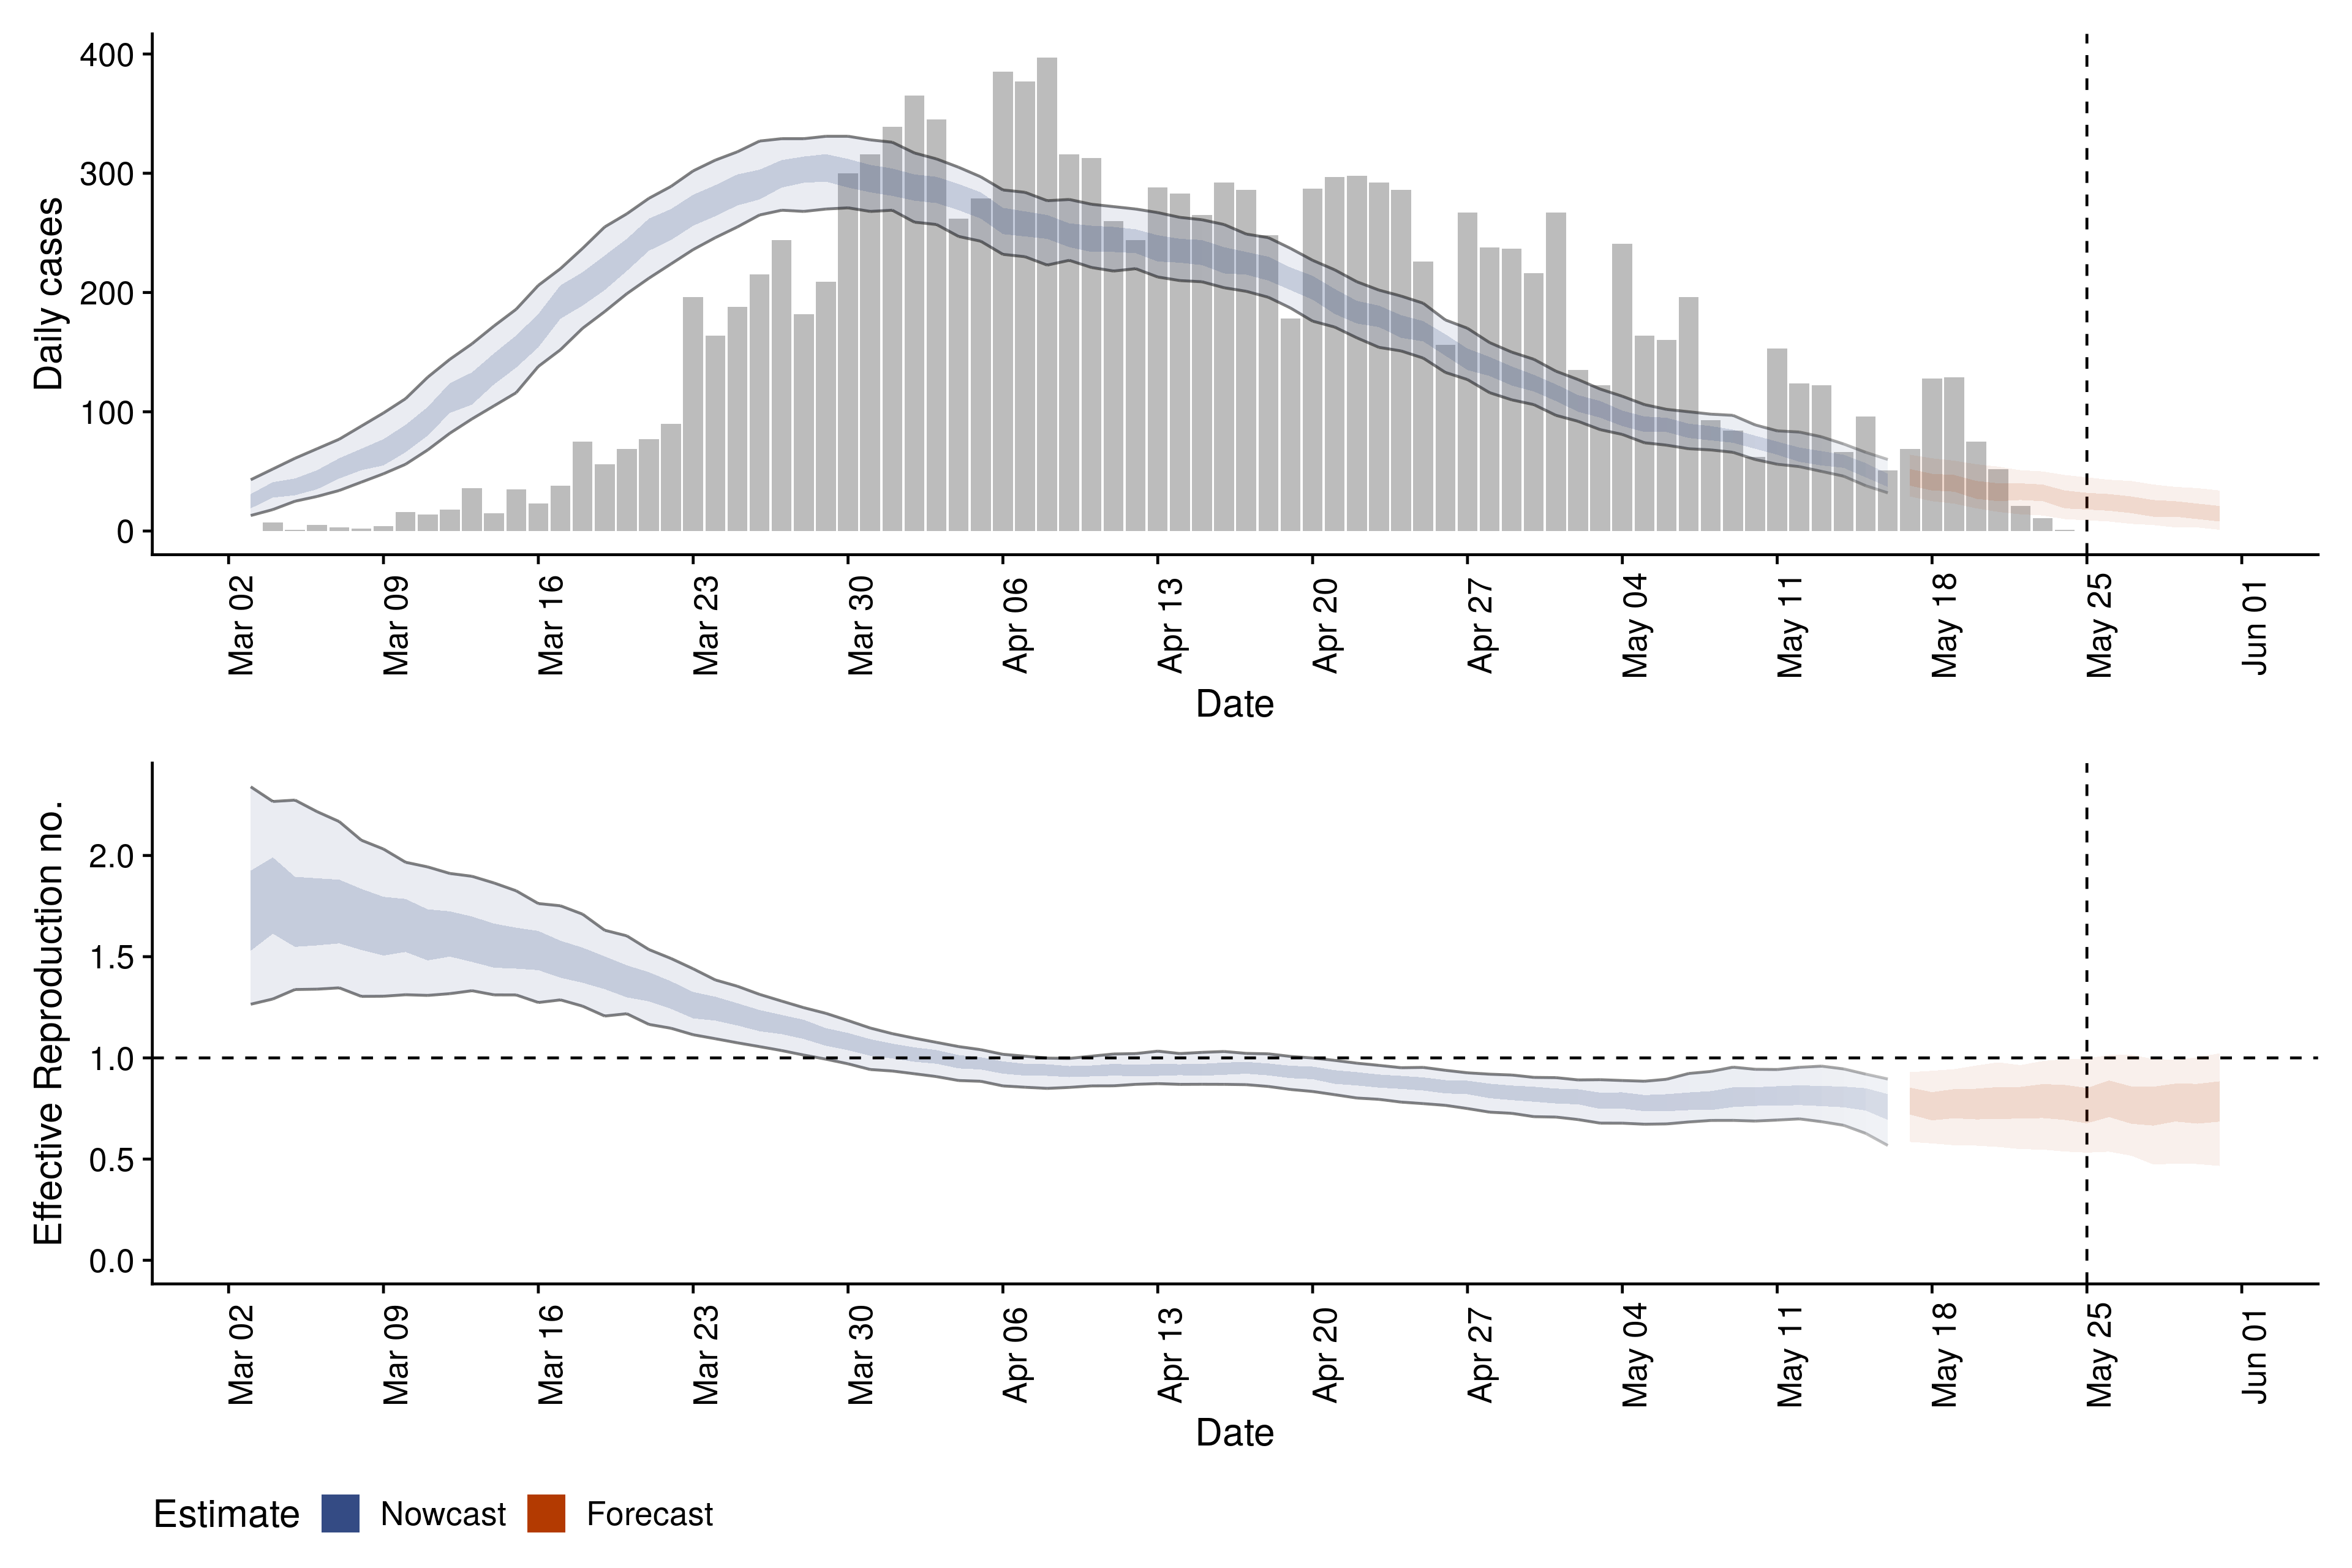 400
300
200
100
0
Daily cases
Mar 02 Mar 09 Mar 16 Mar 23 Mar 30 Apr 06 Apr 13 Apr 20 Apr 27 May 04 May 11 May 18 May 25 Jun 01
Date
2.0
1.5
1.0
0.5
0.0
Effective Reproduction no.
Mar 02 Mar 09 Mar 16 Mar 23 Mar 30 Apr 06 Apr 13 Apr 20 Apr 27 May 04 May 11 May 18 May 25 Jun 01
Date
Estimate Nowcast Forecast